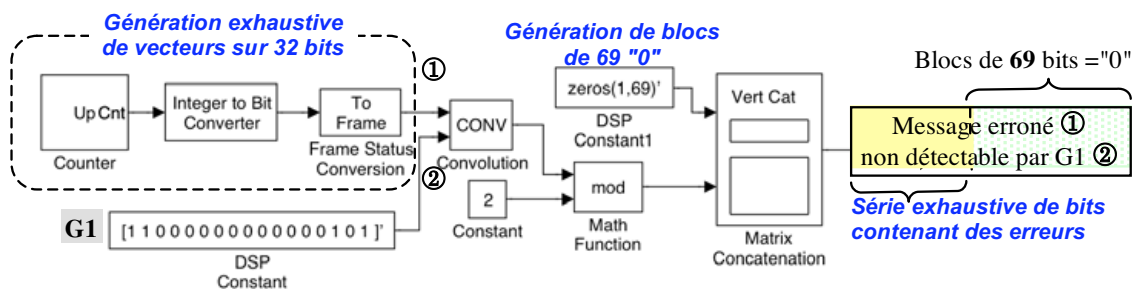 Génération exhaustive
de vecteurs sur 32 bits
Génération de blocs
de 69 "0"
Blocs de 69 bits ="0"
①
Up Cnt
Counter
Integer to Bit
Converter
To
Frame
Frame Status
Conversion
②
CONV
Convolution
zeros(1,69)'
DSP
Constant1
Vert Cat
Matrix
Concatenation
Message erroné ①
non détectable par G1 ②
Série exhaustive de bits
contenant des erreurs
2
Constant
mod
Math
Function
G1
[1 1 0 0 0 0 0 0 0 0 0 0 0 0 0 1 0 1 ]'
DSP
Constant